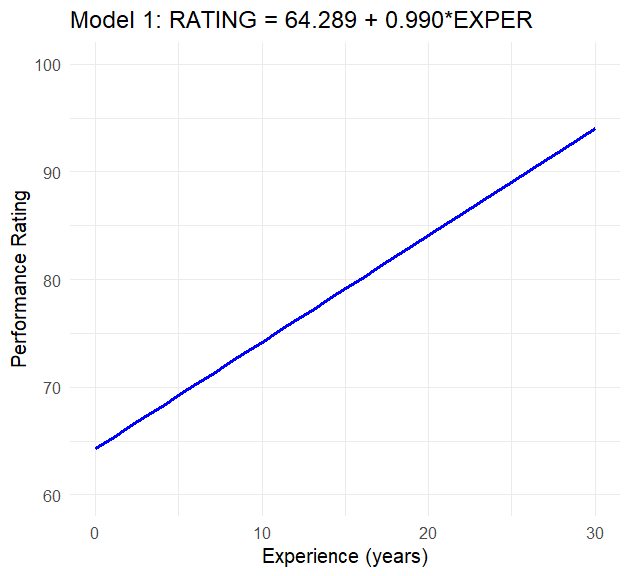 Model 1: RATING = 64.289 + 0.990*EXPER
100
90
80
70
60
Performance Rating
0 10 20 30
Experience (years)